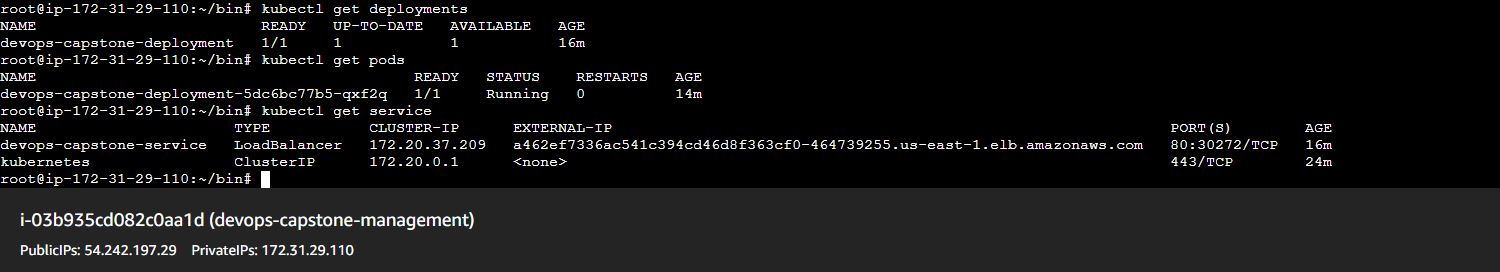 root@ip-172-31-29-110:~/bin# kubectl get deployments
NAME READY UP-TO-DATE AVAILABLE AGE
devops-capstone-deployment 1/1 1 1 16m
root@ip-172-31-29-110:~/bin# kubectl get pods
NAME READY STATUS RESTARTS AGE
devops-capstone-deployment-5dc6bc77b5-qxf2q 1/1 Running 0 14m
root@ip-172-31-29-110:~/bin# kubectl get service
NAME TYPE CLUSTER-IP EXTERNAL-IP PORT(S) AGE
devops-capstone-service LoadBalancer 172.20.37.209 a462ef7336ac541c394cd46d8f363cf0-464739255.us-east-1.elb.amazonaws.com 80:30272/TCP 16m
kubernetes ClusterIP 172.20.0.1 <none> 443/TCP 24m
root@ip-172-31-29-110:~/bin#
i-03b935cd082c0aa1d (devops-capstone-management)
PublicIPs: 54.242.197.29 PrivateIPs: 172.31.29.110